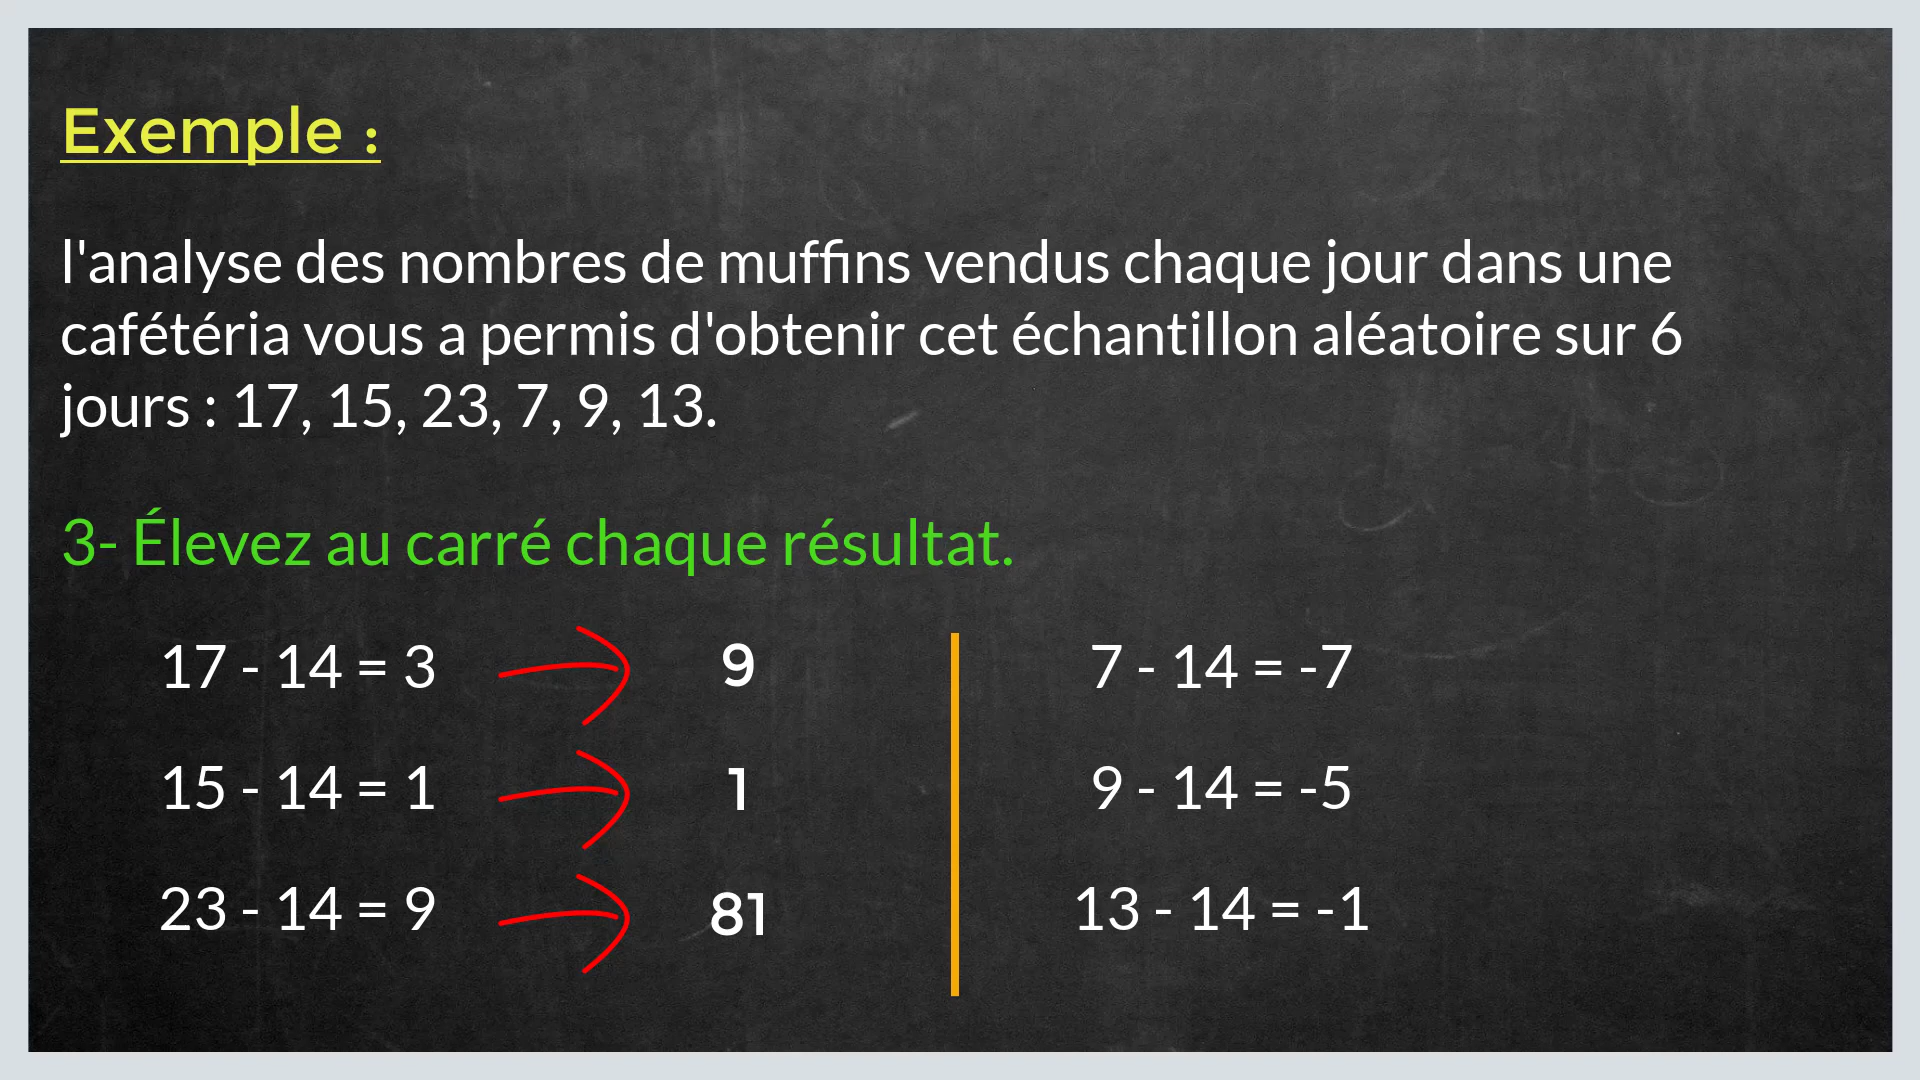 Exemple :
l'analyse des nombres de muffins vendus chaque jour dans une
cafétéria vous a permis d'obtenir cet échantillon aléatoire sur 6
jours : 17, 15, 23, 7, 9, 13.
3- Élevez au carré chaque résultat.
17 - 14 = 3 9
15 - 14 = 1 1
23 - 14 = 9 81
7 - 14 = -7
9 - 14 = -5
13 - 14 = -1